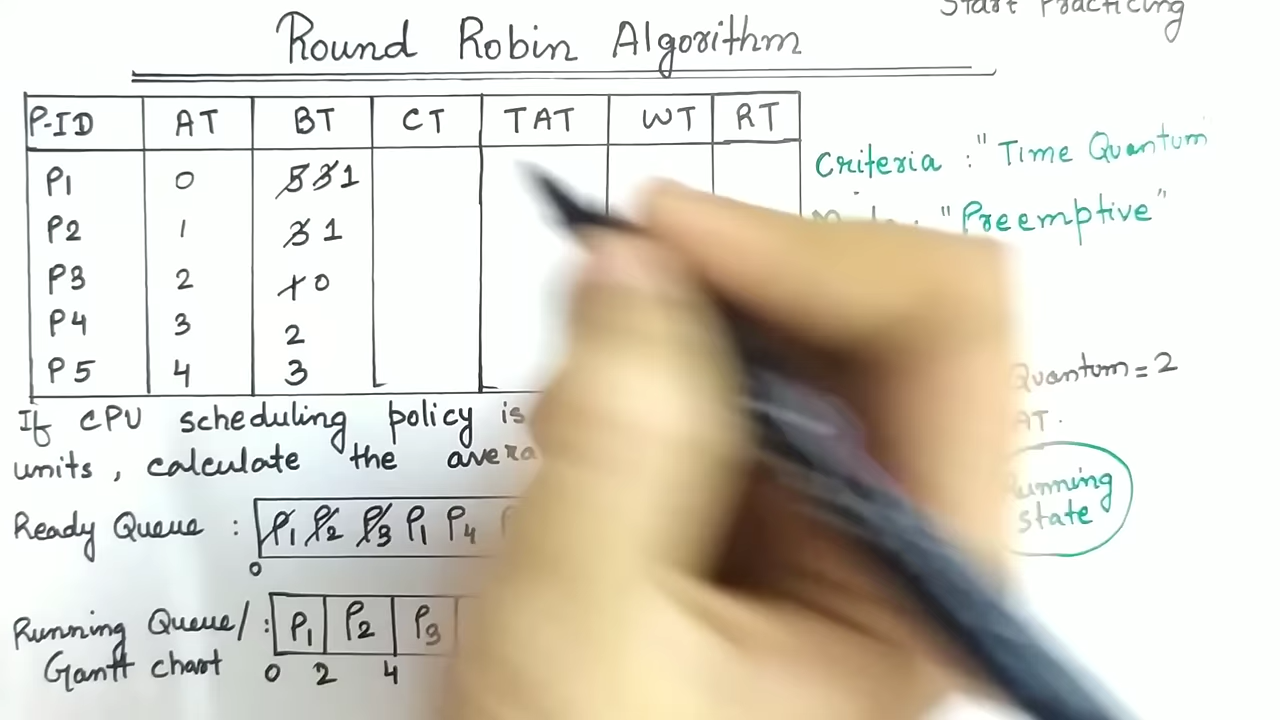 Start Practicing
Round Robin Algorithm
P-ID AT BT CT TAT WT RT
P1 0 5 3 1
P2 1 3 1
P3 2 1 0
P4 3 2
P5 4 3
Criteria : "Time Quantum
"Preemptive"
Quantum = 2
If CPU scheduling policy is
AT.
units, calculate the
Running
state
Ready Queue : P1 P2 P3 P1 P4
0
Running Queue/ : P1 P2 P3
Gantt chart 0 2 4